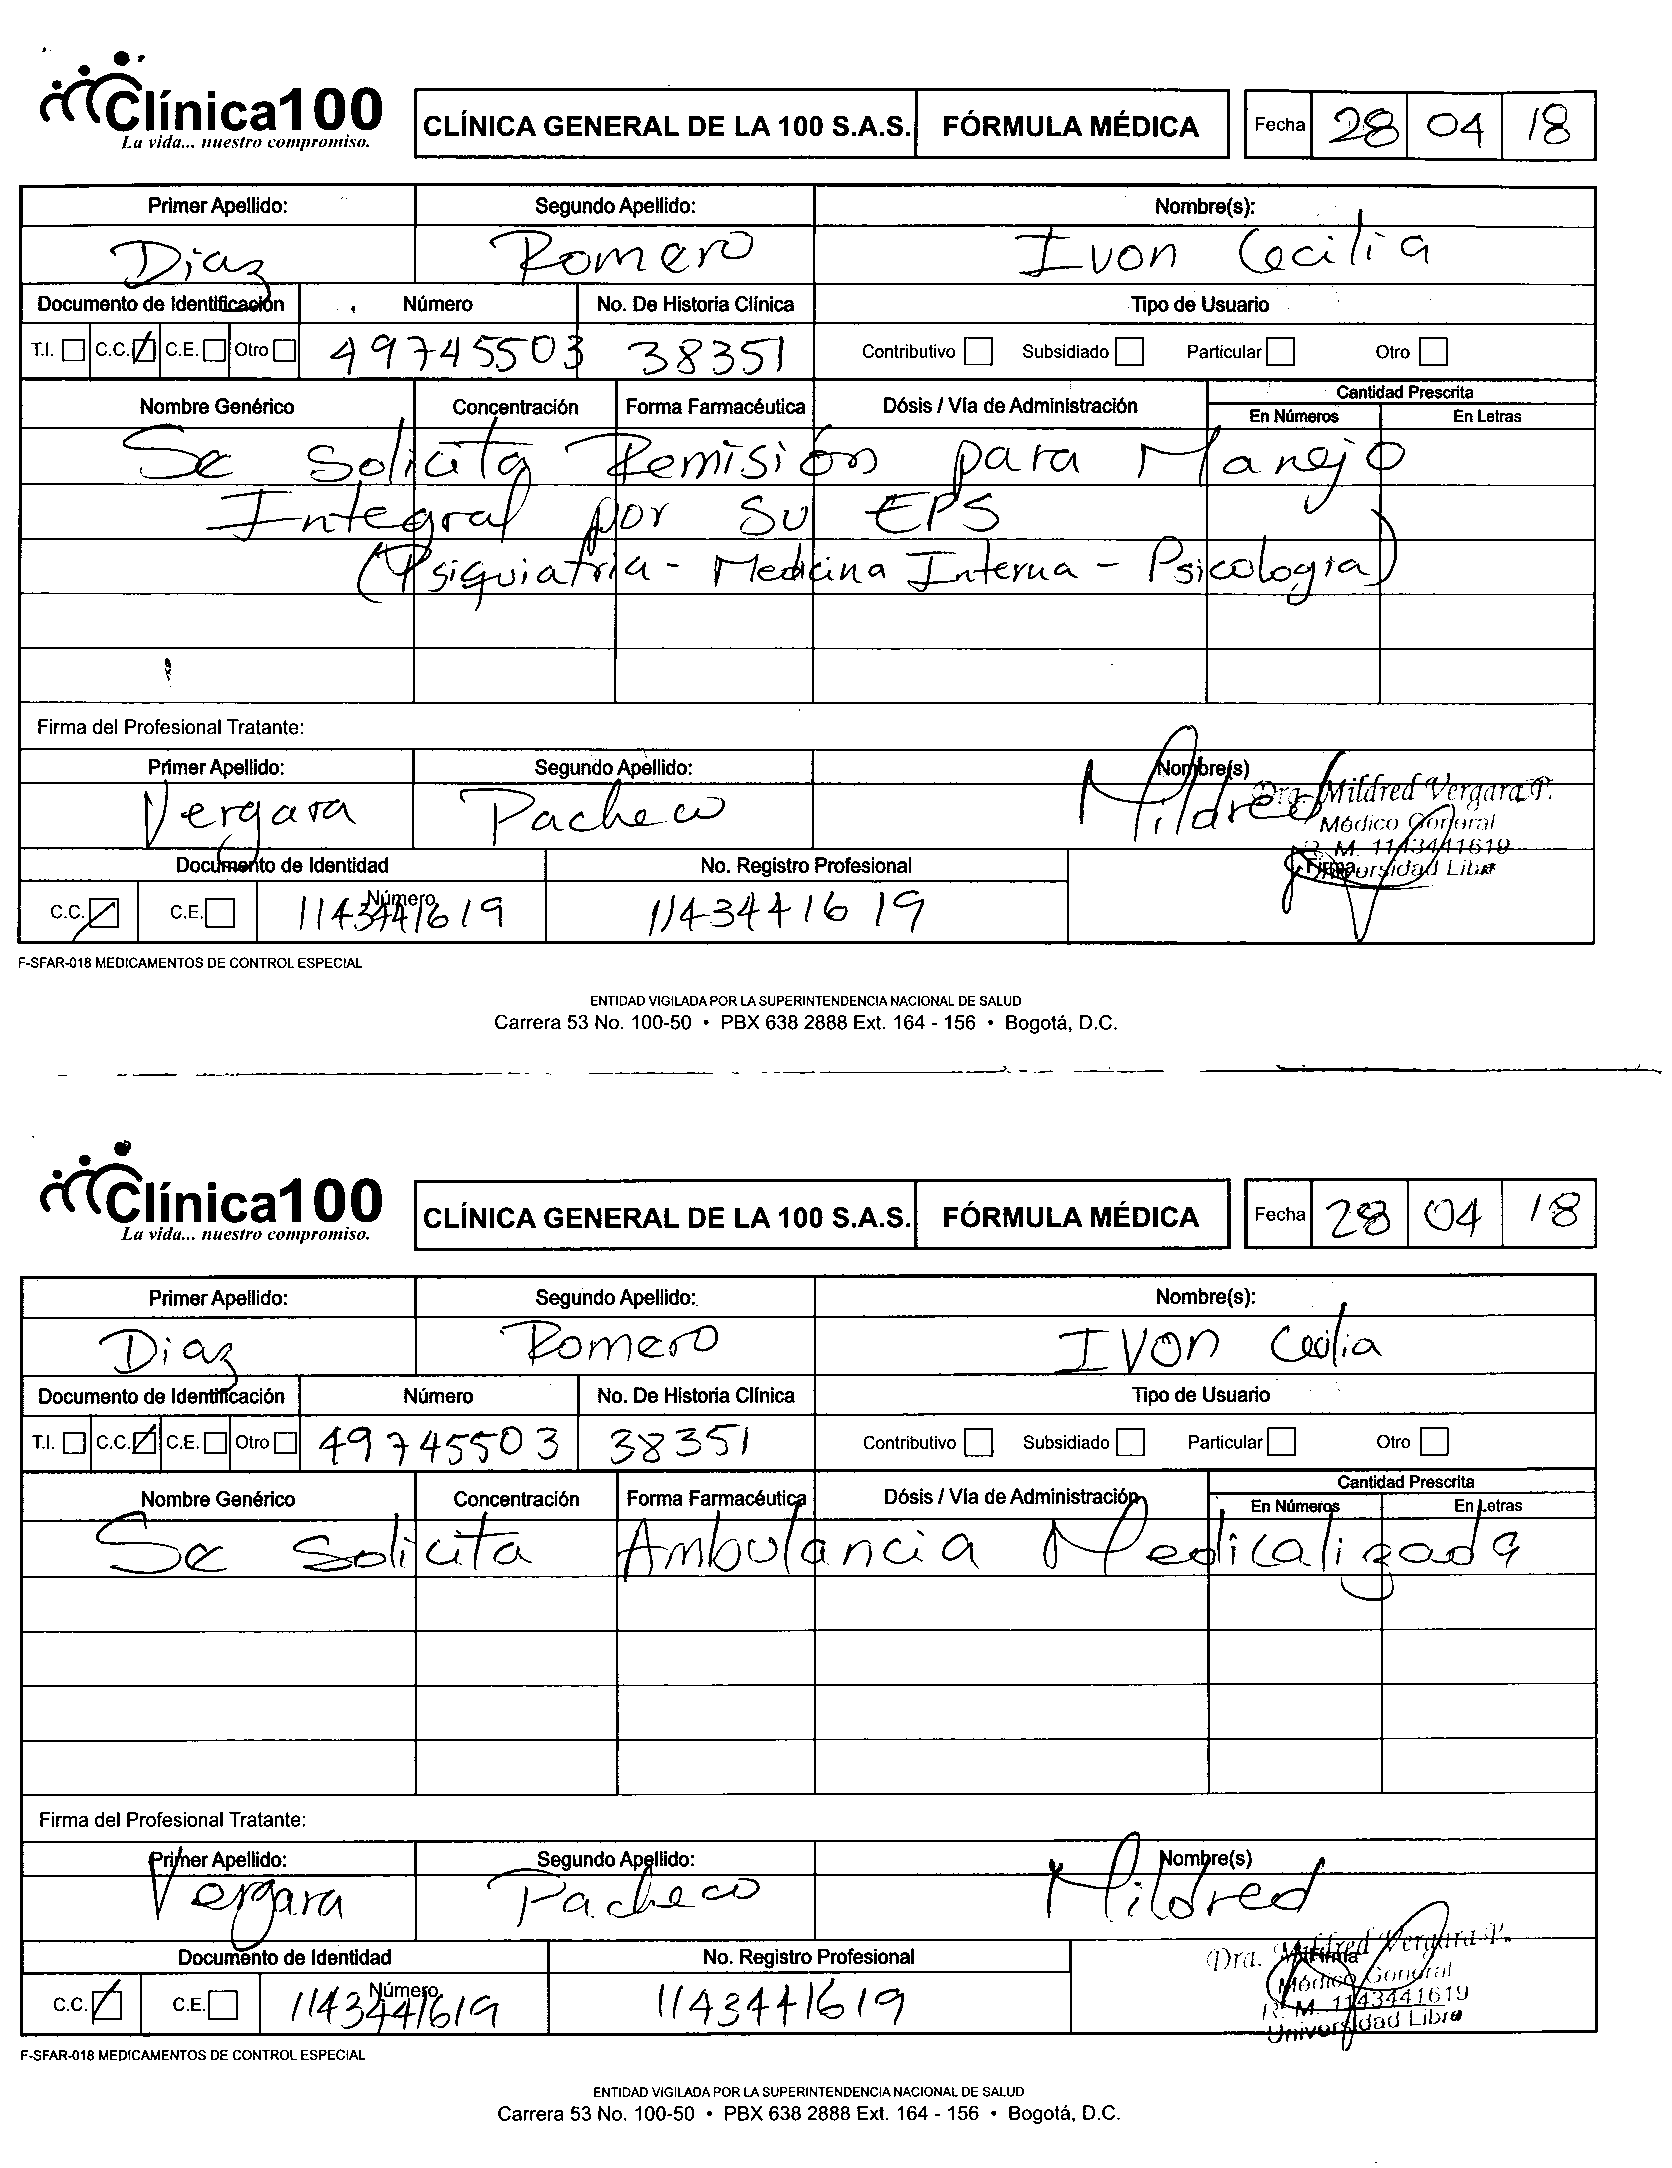 Clínica100
La vida... nuestro compromiso.
CLÍNICA GENERAL DE LA 100 S.A.S. FÓRMULA MÉDICA Fecha 28 04 18
Primer Apellido: Segundo Apellido: Nombre(s):
Diaz Romero Ivon Cecilia
Documento de Identificación Número No. De Historia Clínica Tipo de Usuario
T.I. C.C. C.E. Otro 49745503 38351 Contributivo Subsidiado Particular Otro
Nombre Genérico Concentración Forma Farmacéutica Dósis / Vía de Administración Cantidad Prescrita
En Números En Letras
Se Solicita Remisión para Manejo
Integral por Su EPS
(Psiquiatria - Medicina Interna - Psicologia)
Firma del Profesional Tratante:
Primer Apellido: Segundo Apellido: Nombre(s)
Vergara Pacheco Mildred
Dra. Mildred Vergara P.
Médico General
R. M. 1143441619
Universidad Libre
Documento de Identidad No. Registro Profesional Firma
C.C. C.E. Número 1143441619 1143441619
F-SFAR-018 MEDICAMENTOS DE CONTROL ESPECIAL
ENTIDAD VIGILADA POR LA SUPERINTENDENCIA NACIONAL DE SALUD
Carrera 53 No. 100-50 • PBX 638 2888 Ext. 164 - 156 • Bogotá, D.C.
Clínica100
La vida... nuestro compromiso.
CLÍNICA GENERAL DE LA 100 S.A.S. FÓRMULA MÉDICA Fecha 28 04 18
Primer Apellido: Segundo Apellido: Nombre(s):
Diaz Romero IVON Cecilia
Documento de Identificación Número No. De Historia Clínica Tipo de Usuario
T.I. C.C. C.E. Otro 49745503 38351 Contributivo Subsidiado Particular Otro
Nombre Genérico Concentración Forma Farmacéutica Dósis / Vía de Administración Cantidad Prescrita
En Números En Letras
Se Solicita Ambulancia Medicalizada
Firma del Profesional Tratante:
Primer Apellido: Segundo Apellido: Nombre(s)
Vergara Pacheco Mildred
Documento de Identidad No. Registro Profesional Firma
Dra. Mildred Vergara P.
Médico General
R. M. 1143441619
Universidad Libre
C.C. C.E. Número 1143441619 1143441619
F-SFAR-018 MEDICAMENTOS DE CONTROL ESPECIAL
ENTIDAD VIGILADA POR LA SUPERINTENDENCIA NACIONAL DE SALUD
Carrera 53 No. 100-50 • PBX 638 2888 Ext. 164 - 156 • Bogotá, D.C.